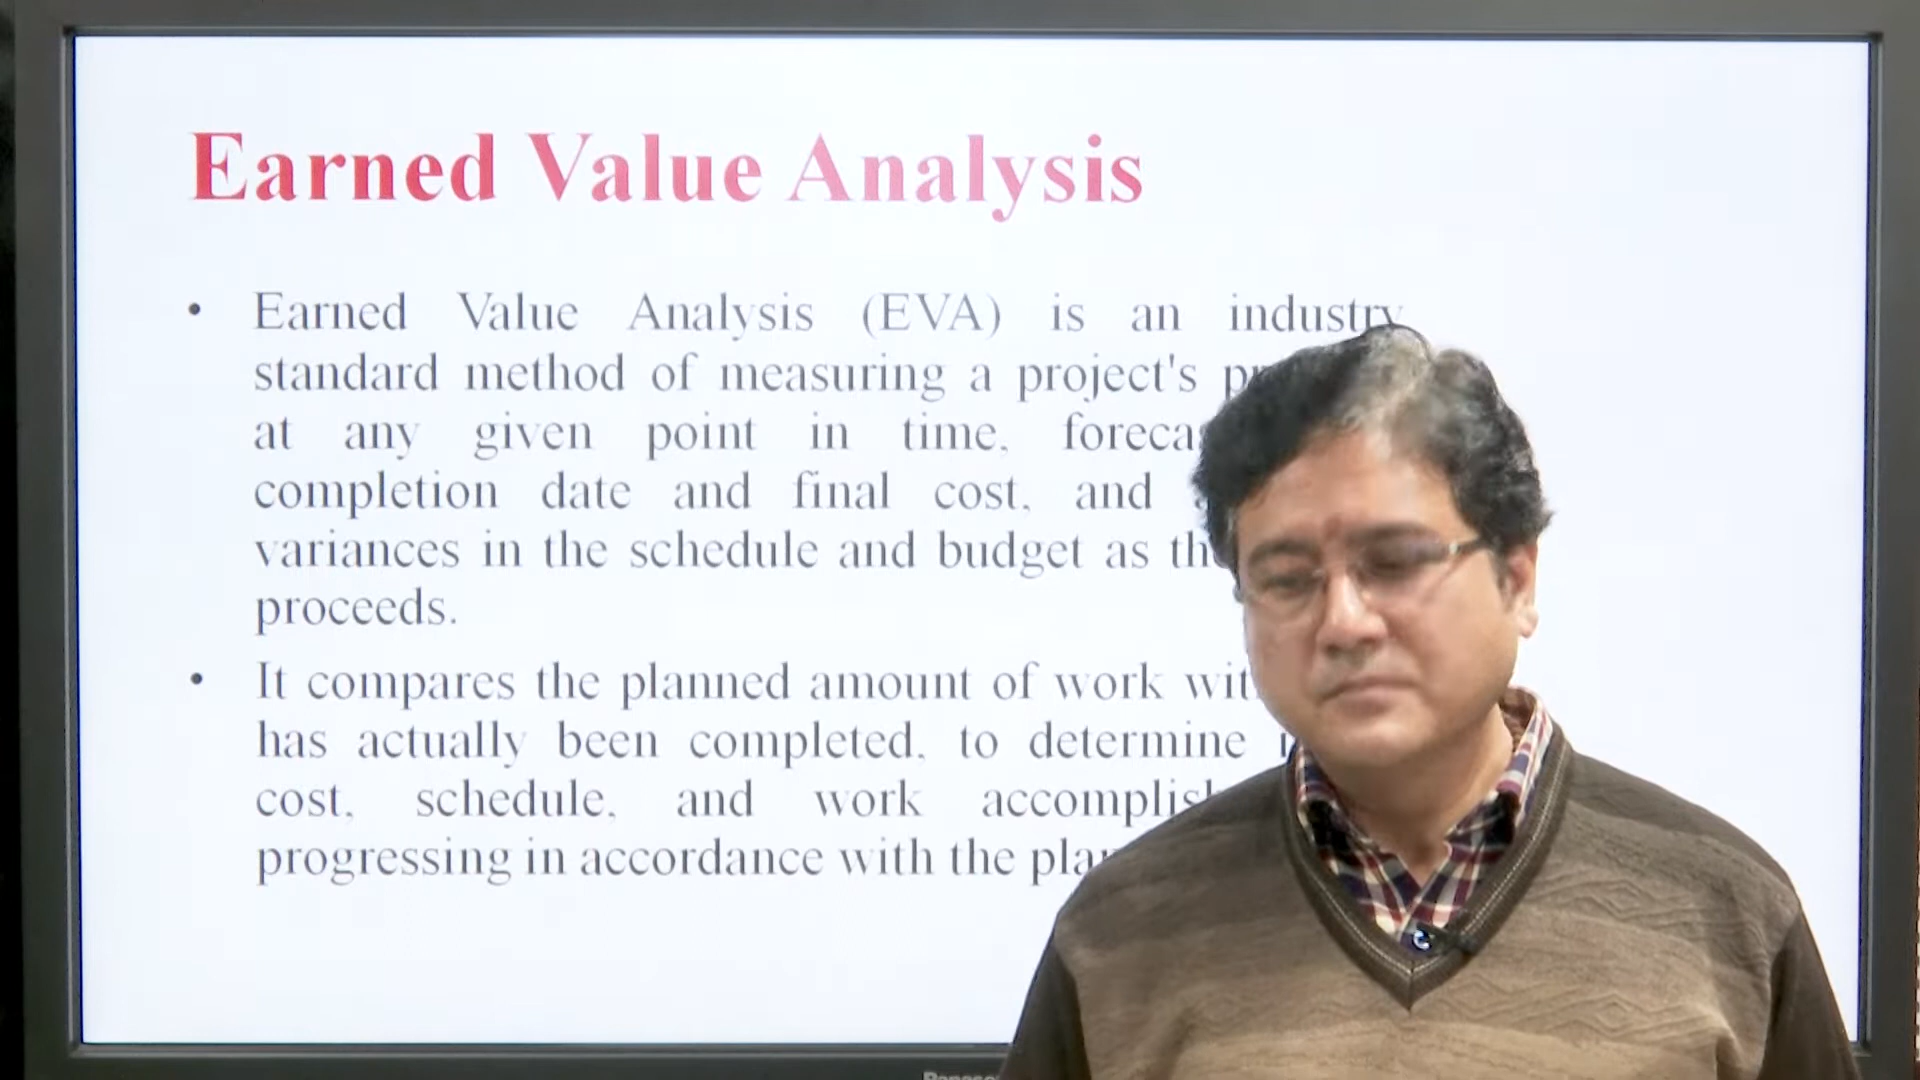 Earned Value Analysis
• Earned Value Analysis (EVA) is an industry
standard method of measuring a project's
at any given point in time,
completion date and final cost, and
variances in the schedule and budget as
proceeds.
• It compares the planned amount of work
has actually been completed, to determine
cost, schedule, and work
progressing in accordance with the